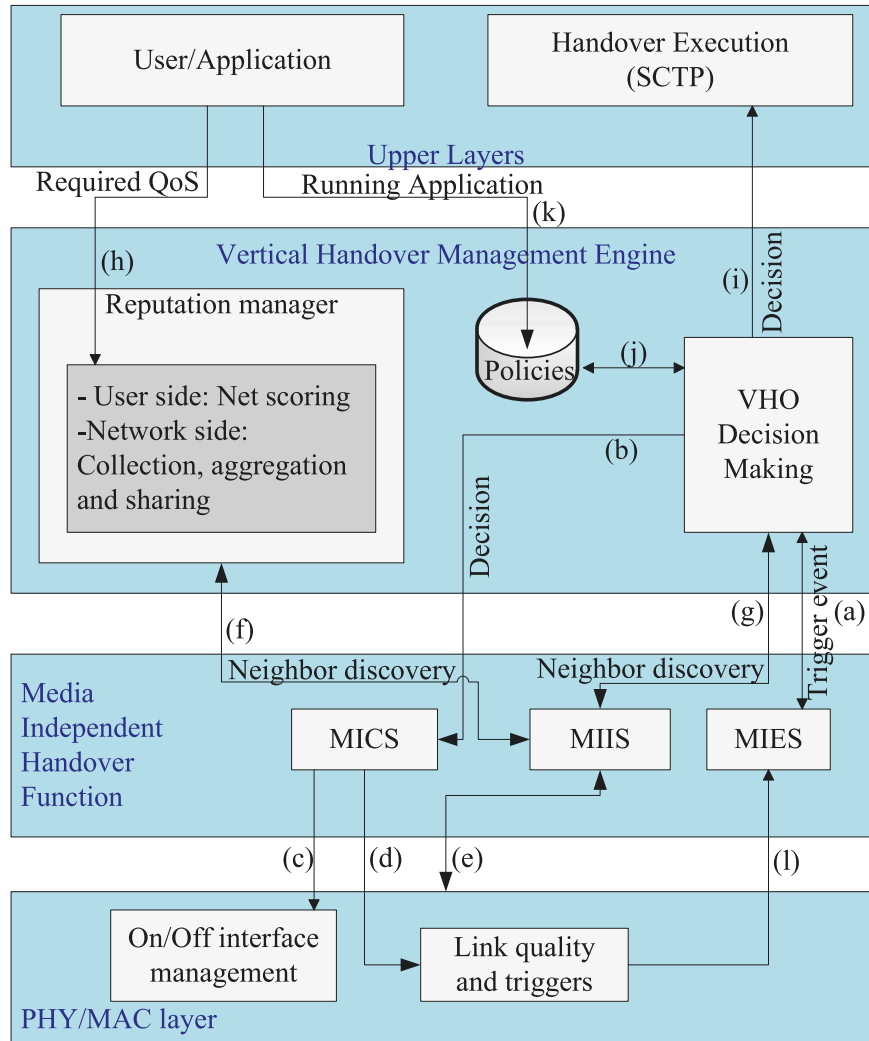 User/Application
Handover Execution
(SCTP)
Upper Layers
Required QoS
Running Application
(k)
Vertical Handover Management Engine
(h)
(i)
Decision
Reputation manager
Policies
(j)
- User side: Net scoring
-Network side:
Collection, aggregation
and sharing
VHO
Decision
Making
(b)
Decision
(f)
(g)
(a)
Trigger event
Neighbor discovery
Neighbor discovery
Media
Independent
Handover
Function
MICS
MIIS
MIES
(c)
(d)
(e)
(l)
On/Off interface
management
Link quality
and triggers
PHY/MAC layer